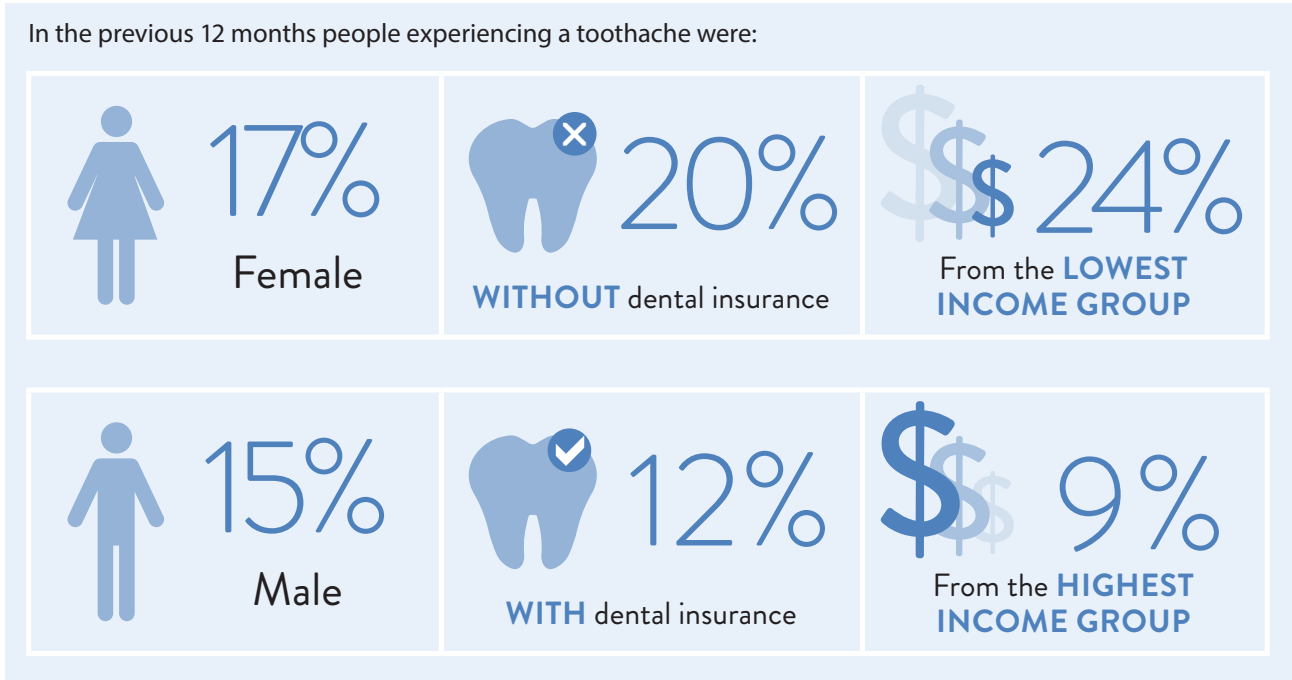 In the previous 12 months people experiencing a toothache were:
17%
Female
20%
WITHOUT dental insurance
$$$ 24%
From the LOWEST
INCOME GROUP
15%
Male
12%
WITH dental insurance
$$$ 9%
From the HIGHEST
INCOME GROUP